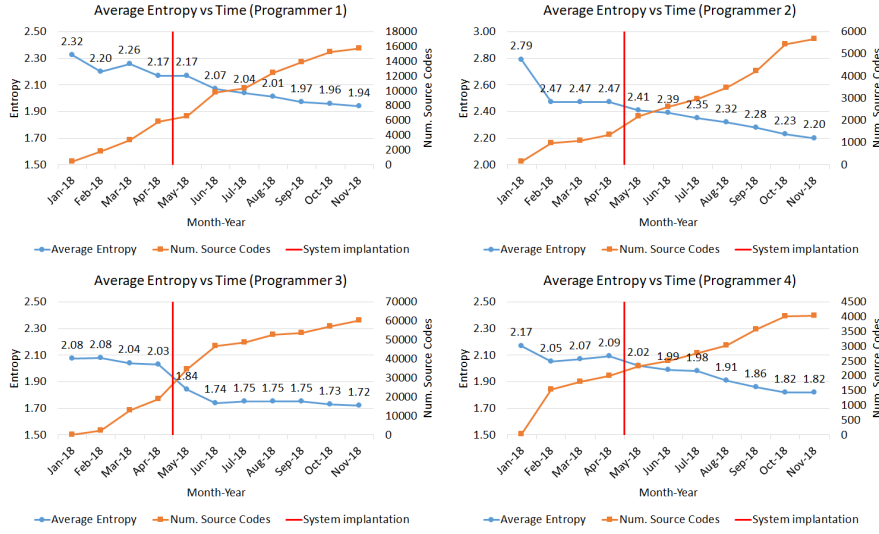 Average Entropy vs Time (Programmer 1)
2.50 2.30 2.10 1.90 1.70 1.50
Entropy
2.32 2.20 2.26 2.17 2.17 2.07 2.04 2.01 1.97 1.96 1.94
18000 16000 14000 12000 10000 8000 6000 4000 2000 0
Num. Source Codes
Jan-18 Feb-18 Mar-18 Apr-18 May-18 Jun-18 Jul-18 Aug-18 Sep-18 Oct-18 Nov-18
Month-Year
Average Entropy Num. Source Codes System implantation
Average Entropy vs Time (Programmer 2)
3.00 2.80 2.60 2.40 2.20 2.00
Entropy
2.79 2.47 2.47 2.47 2.41 2.39 2.35 2.32 2.28 2.23 2.20
6000 5000 4000 3000 2000 1000 0
Num. Source Codes
Jan-18 Feb-18 Mar-18 Apr-18 May-18 Jun-18 Jul-18 Aug-18 Sep-18 Oct-18 Nov-18
Month-Year
Average Entropy Num. Source Codes System implantation
Average Entropy vs Time (Programmer 3)
2.50 2.30 2.10 1.90 1.70 1.50
Entropy
2.08 2.08 2.04 2.03 1.84 1.74 1.75 1.75 1.75 1.73 1.72
70000 60000 50000 40000 30000 20000 10000 0
Num. Source Codes
Jan-18 Feb-18 Mar-18 Apr-18 May-18 Jun-18 Jul-18 Aug-18 Sep-18 Oct-18 Nov-18
Month-Year
Average Entropy Num. Source Codes System implantation
Average Entropy vs Time (Programmer 4)
2.50 2.30 2.10 1.90 1.70 1.50
Entropy
2.17 2.05 2.07 2.09 2.02 1.99 1.98 1.91 1.86 1.82 1.82
4500 4000 3500 3000 2500 2000 1500 1000 500 0
Num. Source Codes
Jan-18 Feb-18 Mar-18 Apr-18 May-18 Jun-18 Jul-18 Aug-18 Sep-18 Oct-18 Nov-18
Month-Year
Average Entropy Num. Source Codes System implantation